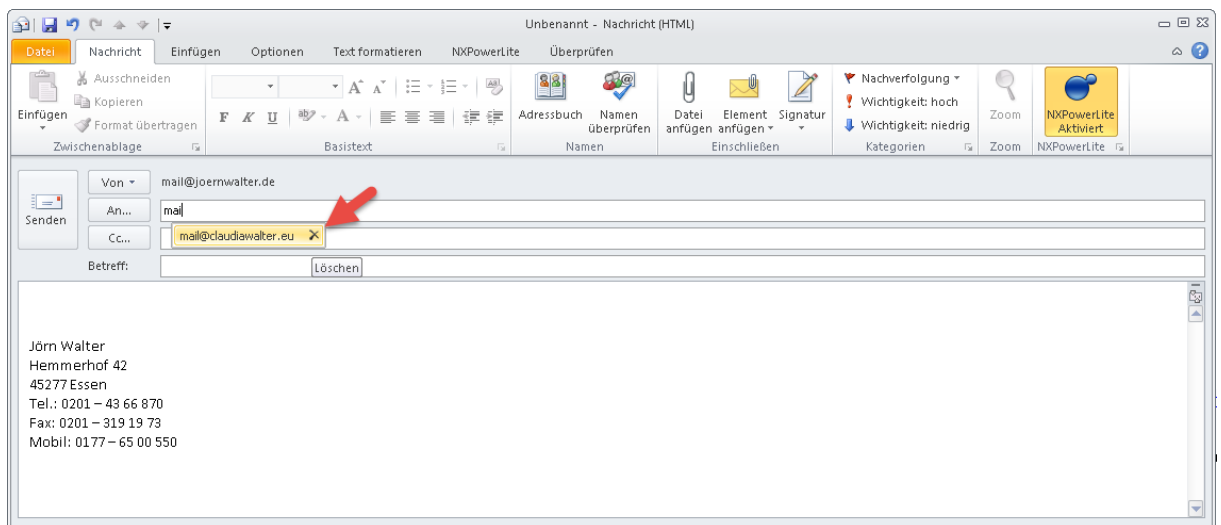 Unbenannt - Nachricht (HTML)
Datei Nachricht Einfügen Optionen Text formatieren NXPowerLite Überprüfen
Einfügen
Ausschneiden
Kopieren
Format übertragen
Zwischenablage
F K U
Basistext
Adressbuch
Namen
überprüfen
Namen
Datei
anfügen
Element
anfügen
Signatur
Einschließen
Nachverfolgung
Wichtigkeit: hoch
Wichtigkeit: niedrig
Kategorien
Zoom
Zoom
NXPowerLite
Aktiviert
NXPowerLite
Senden
Von mail@joernwalter.de
An... mai
mail@claudiawalter.eu
Cc...
Betreff:
Löschen
Jörn Walter
Hemmerhof 42
45277 Essen
Tel.: 0201 – 43 66 870
Fax: 0201 – 319 19 73
Mobil: 0177 – 65 00 550